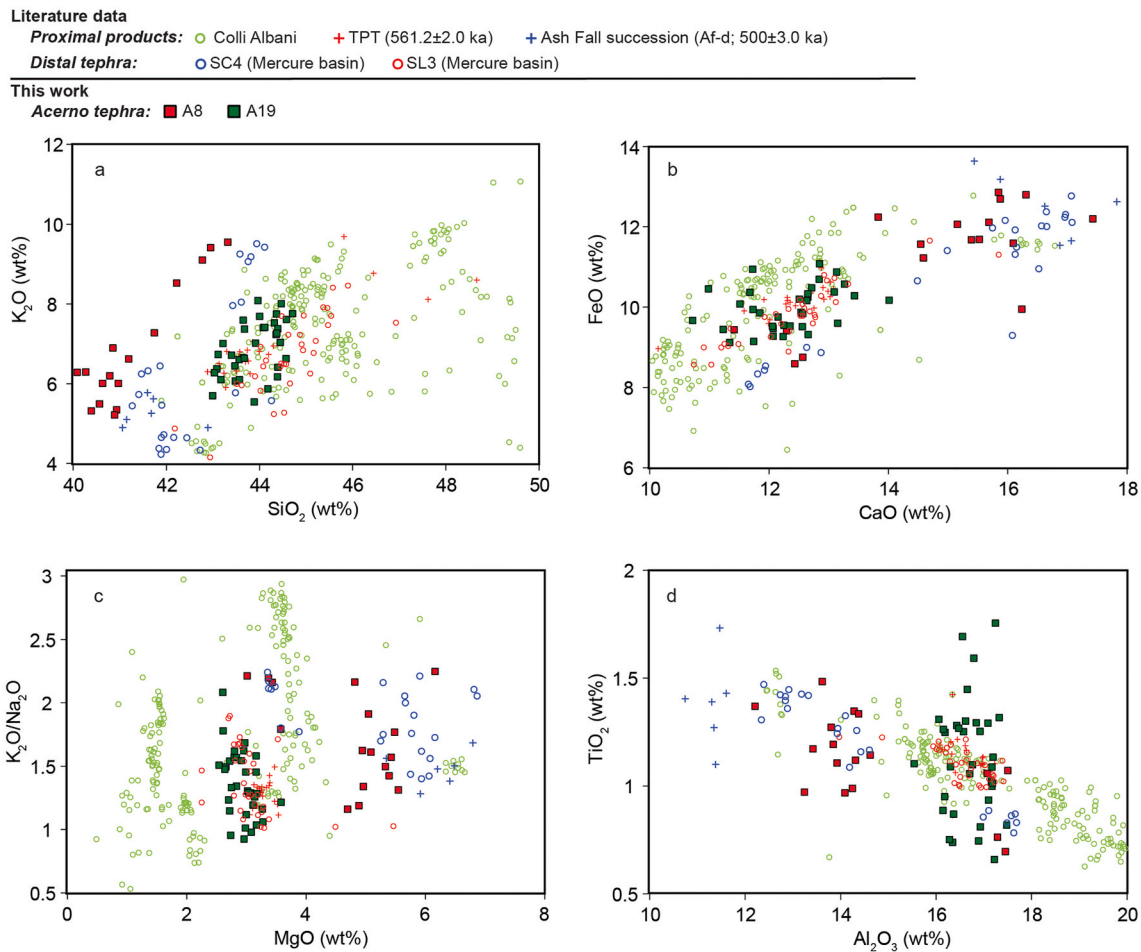 Literature data
Proximal products: Colli Albani TPT (561.2±2.0 ka) Ash Fall succession (Af-d; 500±3.0 ka)
Distal tephra: SC4 (Mercure basin) SL3 (Mercure basin)
This work
Acerno tephra: A8 A19
12
10
8
6
4
K₂O (wt%)
a
40 42 44 46 48 50
SiO₂ (wt%)
14
12
10
8
6
FeO (wt%)
b
10 12 14 16 18
CaO (wt%)
3
2.5
2
1.5
1
0.5
K₂O/Na₂O
c
0 2 4 6 8
MgO (wt%)
2
1.5
1
0.5
TiO₂ (wt%)
d
10 12 14 16 18 20
Al₂O₃ (wt%)